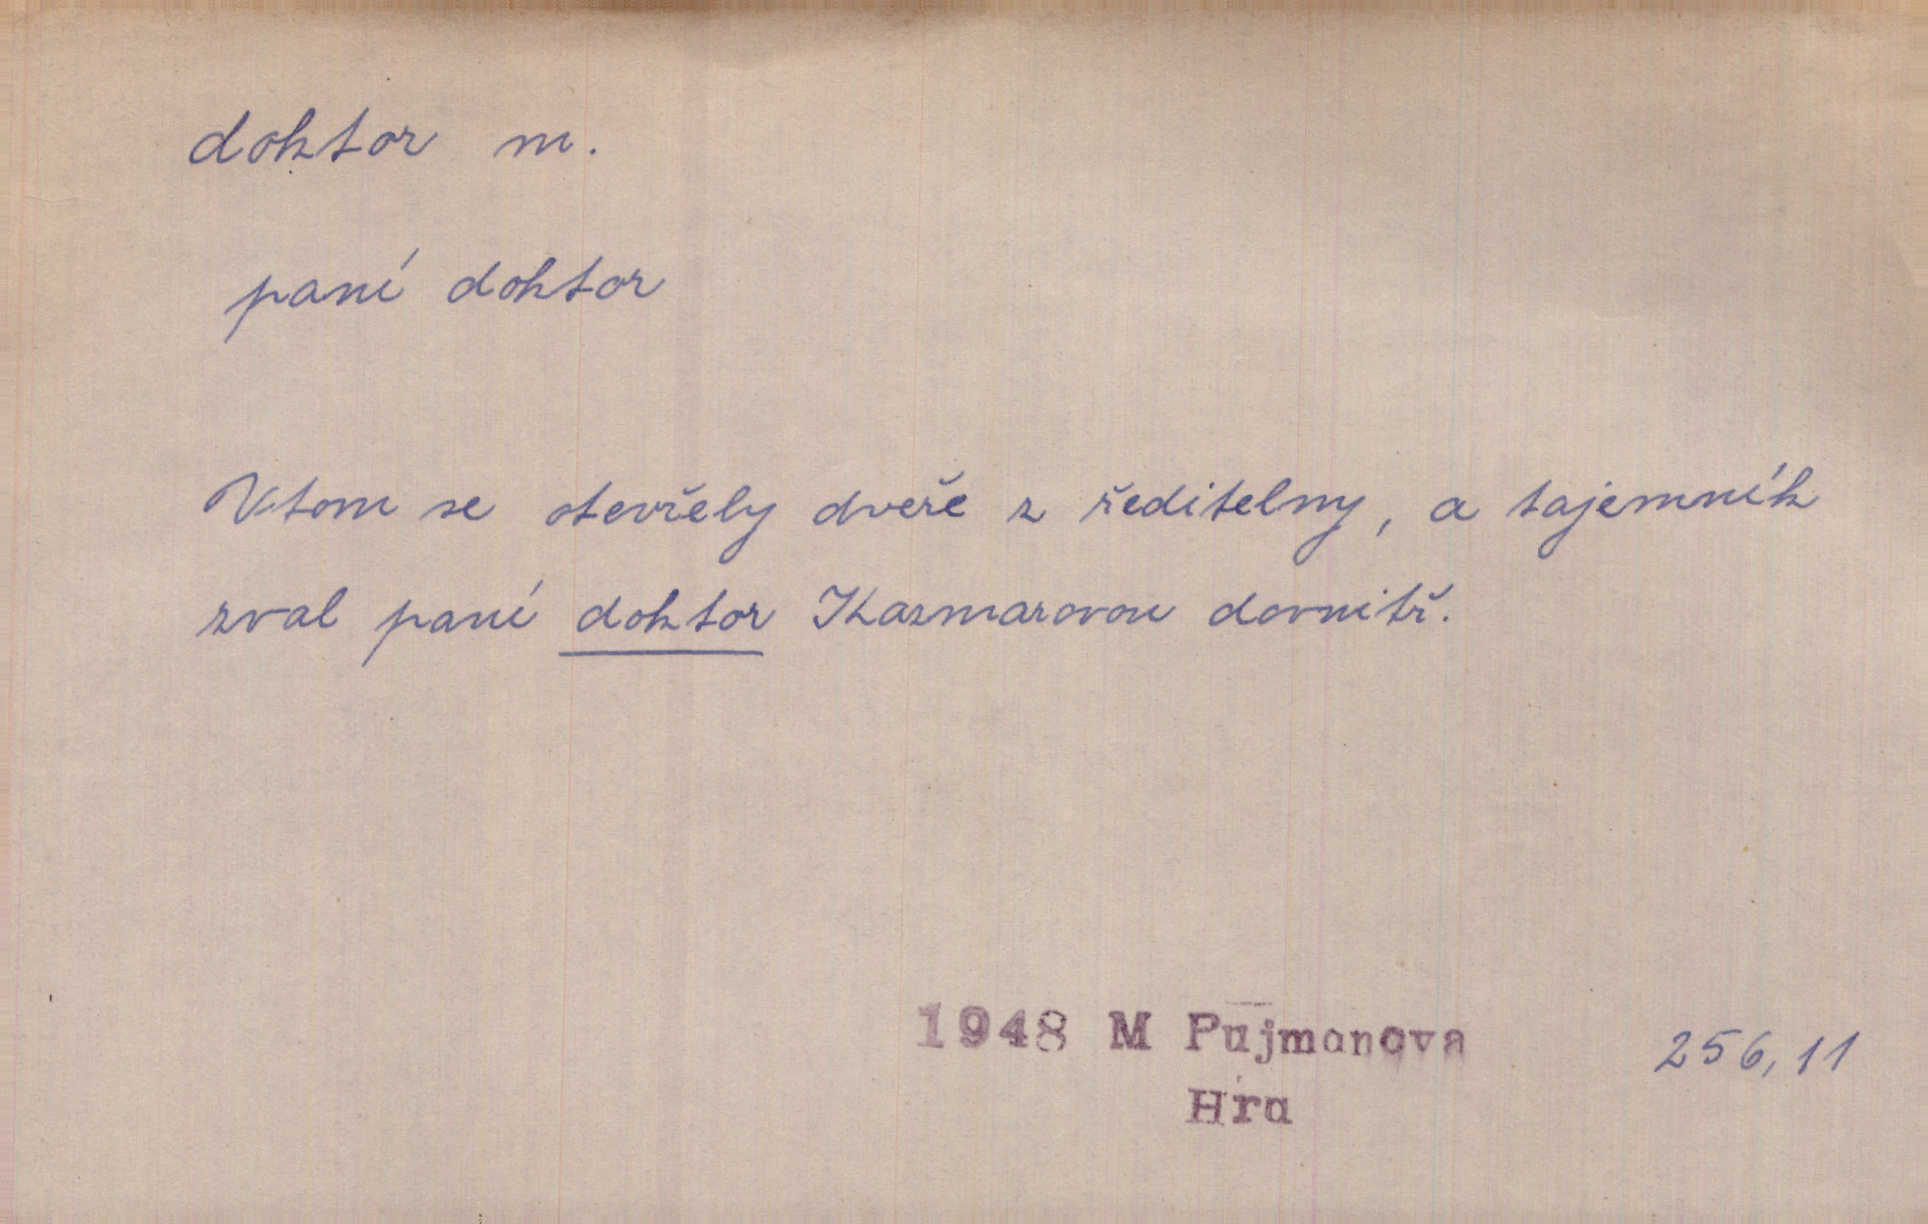 doktor m.
paní doktor
Vtom se otevřely dveře z ředitelny, a tajemník
zval paní doktor Kazmarovou dovnitř.
1948 M Pujmanova
Hra
256,11